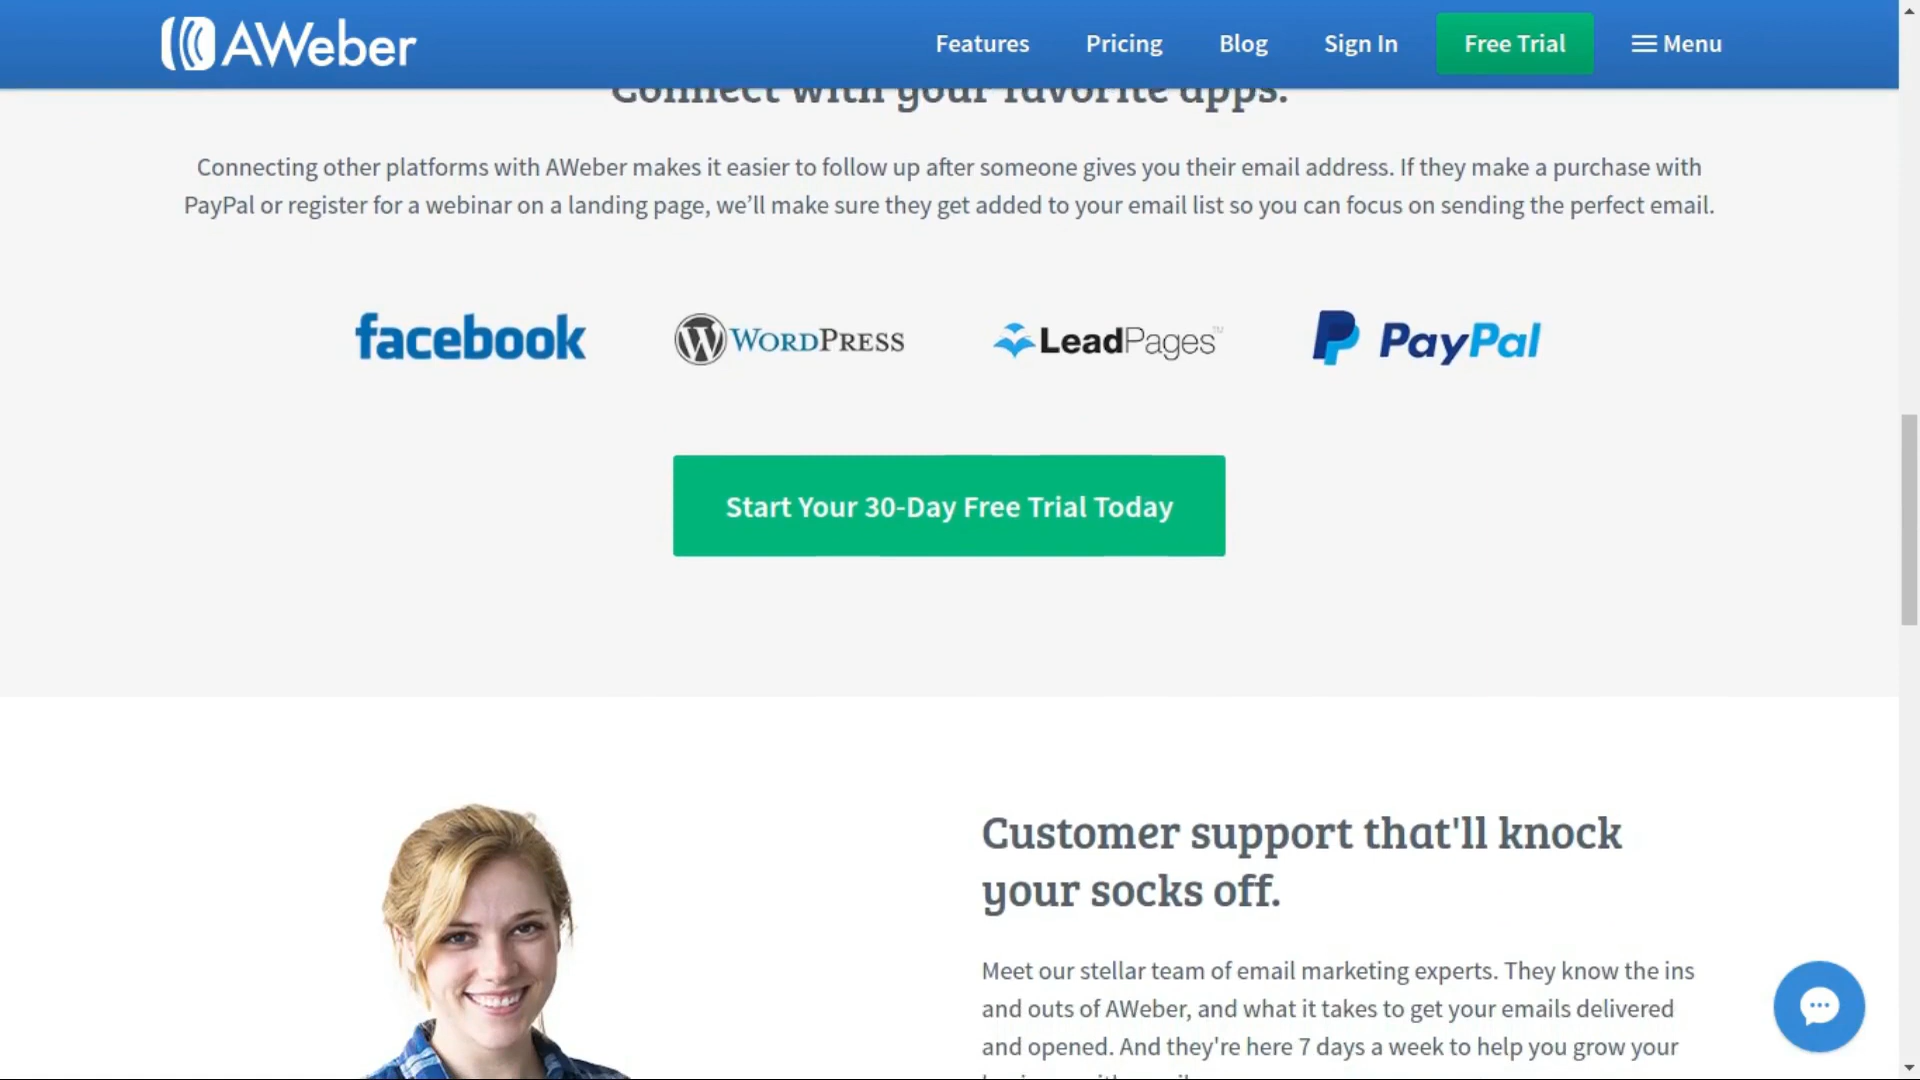 AWeber
Features
Pricing
Blog
Sign In
Free Trial
Menu
Connect with your favorite apps.
Connecting other platforms with AWeber makes it easier to follow up after someone gives you their email address. If they make a purchase with
PayPal or register for a webinar on a landing page, we’ll make sure they get added to your email list so you can focus on sending the perfect email.
facebook
WORDPRESS
LeadPages™
PayPal
Start Your 30-Day Free Trial Today
Customer support that'll knock
your socks off.
Meet our stellar team of email marketing experts. They know the ins
and outs of AWeber, and what it takes to get your emails delivered
and opened. And they're here 7 days a week to help you grow your